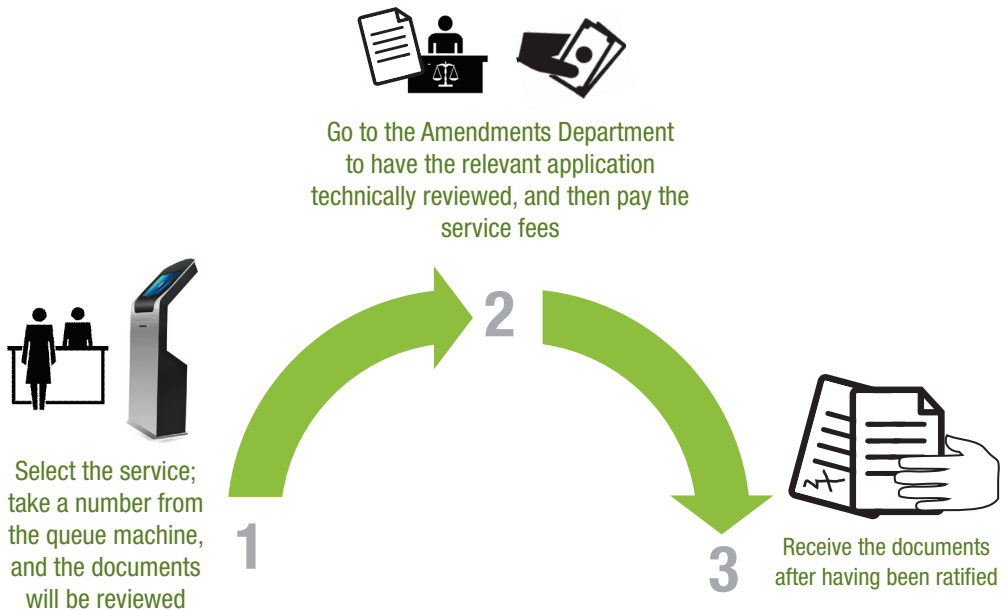 Go to the Amendments Department
to have the relevant application
technically reviewed, and then pay the
service fees
2
Select the service;
take a number from
the queue machine,
and the documents
will be reviewed
1
3
Receive the documents
after having been ratified